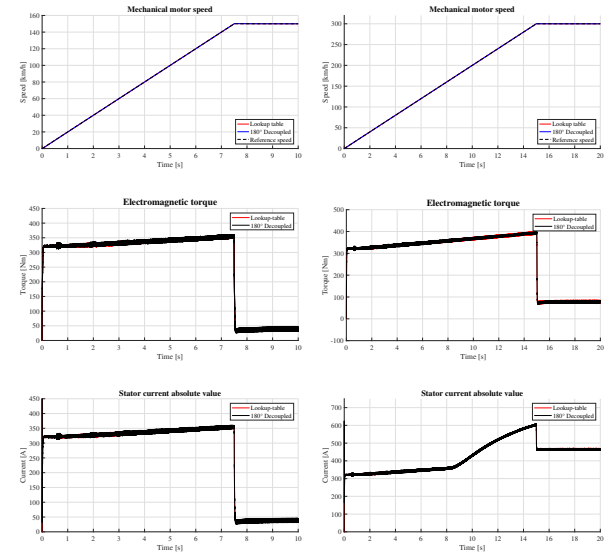 Mechanical motor speed
160
140
120
100
80
60
40
20
0
Speed [km/h]
0 1 2 3 4 5 6 7 8 9 10
Time [s]
Lookup table
180° Decoupled
Reference speed
Mechanical motor speed
300
250
200
150
100
50
0
Speed [km/h]
0 2 4 6 8 10 12 14 16 18 20
Time [s]
Lookup table
180° Decoupled
Reference speed
Electromagnetic torque
450
400
350
300
250
200
150
100
50
0
Torque [Nm]
0 1 2 3 4 5 6 7 8 9 10
Time [s]
Lookup-table
180° Decoupled
Electromagnetic torque
500
400
300
200
100
0
-100
Torque [Nm]
0 2 4 6 8 10 12 14 16 18 20
Time [s]
Lookup-table
180° Decoupled
Stator current absolute value
450
400
350
300
250
200
150
100
50
0
Current [A]
0 1 2 3 4 5 6 7 8 9 10
Time [s]
Lookup-table
180° Decoupled
Stator current absolute value
700
600
500
400
300
200
100
0
Current [A]
0 2 4 6 8 10 12 14 16 18 20
Time [s]
Lookup-table
180° Decoupled